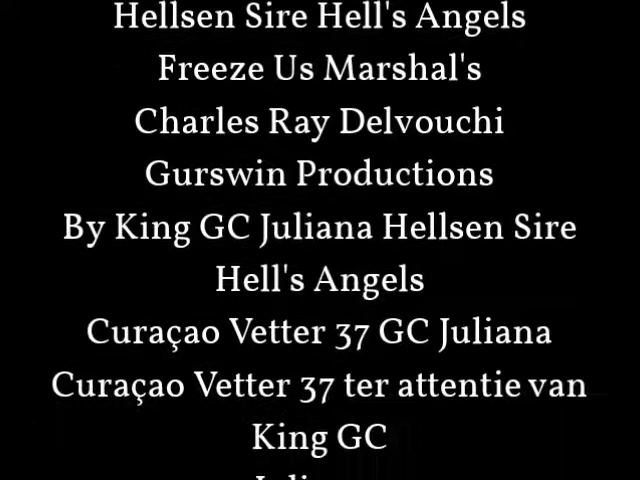 Hellsen Sire Hell's Angels
Freeze Us Marshal's
Charles Ray Delvouchi
Gurswin Productions
By King GC Juliana Hellsen Sire
Hell's Angels
Curaçao Vetter 37 GC Juliana
Curaçao Vetter 37 ter attentie van
King GC